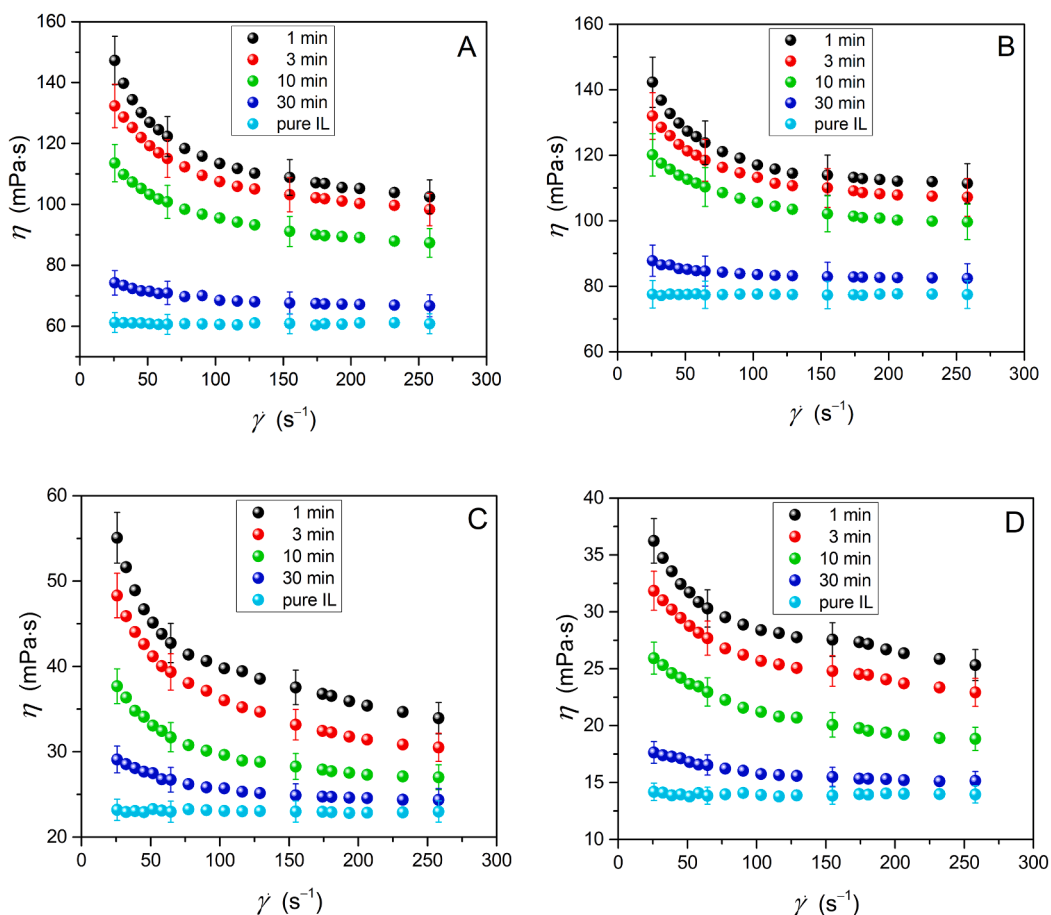 A
160
140
120
100
80
60
η (mPa·s)
1 min
3 min
10 min
30 min
pure IL
0 50 100 150 200 250 300
γ̇ (s⁻¹)
B
160
140
120
100
80
60
η (mPa·s)
1 min
3 min
10 min
30 min
pure IL
0 50 100 150 200 250 300
γ̇ (s⁻¹)
C
60
50
40
30
20
η (mPa·s)
1 min
3 min
10 min
30 min
pure IL
0 50 100 150 200 250 300
γ̇ (s⁻¹)
D
40
35
30
25
20
15
10
η (mPa·s)
1 min
3 min
10 min
30 min
pure IL
0 50 100 150 200 250 300
γ̇ (s⁻¹)